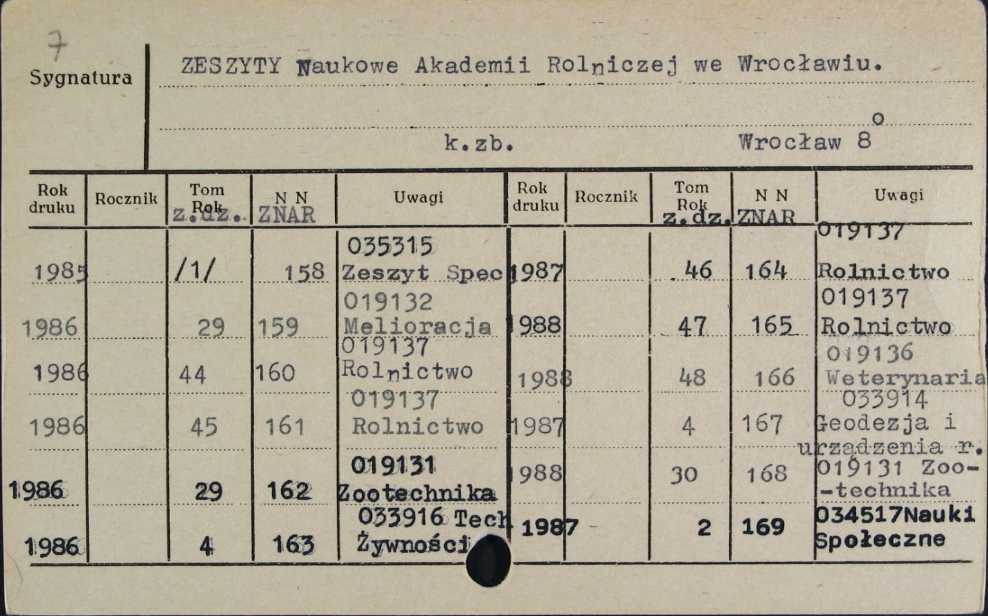 7
Sygnatura
ZESZYTY Naukowe Akademii Rolniczej we Wrocławiu.
k.zb. Wrocław 8o
Rok druku Rocznik Tom Rok z.dz. N N ZNAR Uwagi Rok druku Rocznik Tom Rok z.dz. N N ZNAR Uwagi
035315
1985 /1/ 158 Zeszyt Spec
019132
1986 29 159 Melioracja
019137
1986 44 160 Rolnictwo
019137
1986 45 161 Rolnictwo
019131
1986 29 162 Zootechnika
033916 Tech
1986 4 163 Żywności
019137
1987 46 164 Rolnictwo
019137
1988 47 165 Rolnictwo
019136
1988 48 166 Weterynaria
033914
1987 4 167 Geodezja i
urządzenia r.
1988 30 168 019131 Zoo-
-technika
1987 2 169 034517Nauki
Społeczne